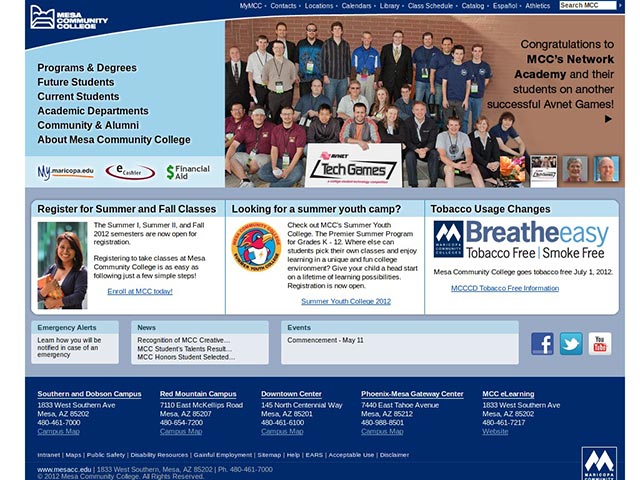 MESA
COMMUNITY
COLLEGE
MyMCC • Contacts • Locations • Calendars • Library • Class Schedule • Catalog • Español • Athletics
Search MCC
Programs & Degrees
Future Students
Current Students
Academic Departments
Community & Alumni
About Mesa Community College
My.maricopa.edu
eCashier
$ Financial
Aid
AVNET
Tech Games
Congratulations to
MCC's Network
Academy and their
students on another
successful Avnet Games!
Register for Summer and Fall Classes
The Summer I, Summer II, and Fall
2012 semesters are now open for
registration.
Registering to take classes at Mesa
Community College is as easy as
following just a few simple steps!
Enroll at MCC today!
Looking for a summer youth camp?
Check out MCC's Summer Youth
College. The Premier Summer Program
for Grades K - 12. Where else can
students pick their own classes and enjoy
learning in a unique and fun college
environment? Give your child a head start
on a lifetime of learning possibilities.
Registration is now open.
Summer Youth College 2012
Tobacco Usage Changes
MARICOPA
COMMUNITY
COLLEGES
Breatheeasy
Tobacco Free | Smoke Free
Mesa Community College goes tobacco free July 1, 2012.
MCCCD Tobacco Free Information
Emergency Alerts
Learn how you will be
notified in case of an
emergency
News
Recognition of MCC Creative...
MCC Student's Talents Result...
MCC Honors Student Selected...
Events
Commencement - May 11
You
Tube
Southern and Dobson Campus
1833 West Southern Ave
Mesa, AZ 85202
480-461-7000
Campus Map
Red Mountain Campus
7110 East McKellips Road
Mesa, AZ 85207
480-654-7200
Campus Map
Downtown Center
145 North Centennial Way
Mesa, AZ 85201
480-461-6100
Campus Map
Phoenix-Mesa Gateway Center
7440 East Tahoe Avenue
Mesa, AZ 85212
480-988-8501
Campus Map
MCC eLearning
1833 West Southern Ave
Mesa, AZ 85202
480-461-7217
Website
Intranet | Maps | Public Safety | Disability Resources | Gainful Employment | Sitemap | Help | EARS | Acceptable Use | Disclaimer
www.mesacc.edu | 1833 West Southern, Mesa, AZ 85202 | Ph. 480-461-7000
© 2012 Mesa Community College. All Rights Reserved.
MARICOPA
COMMUNITY